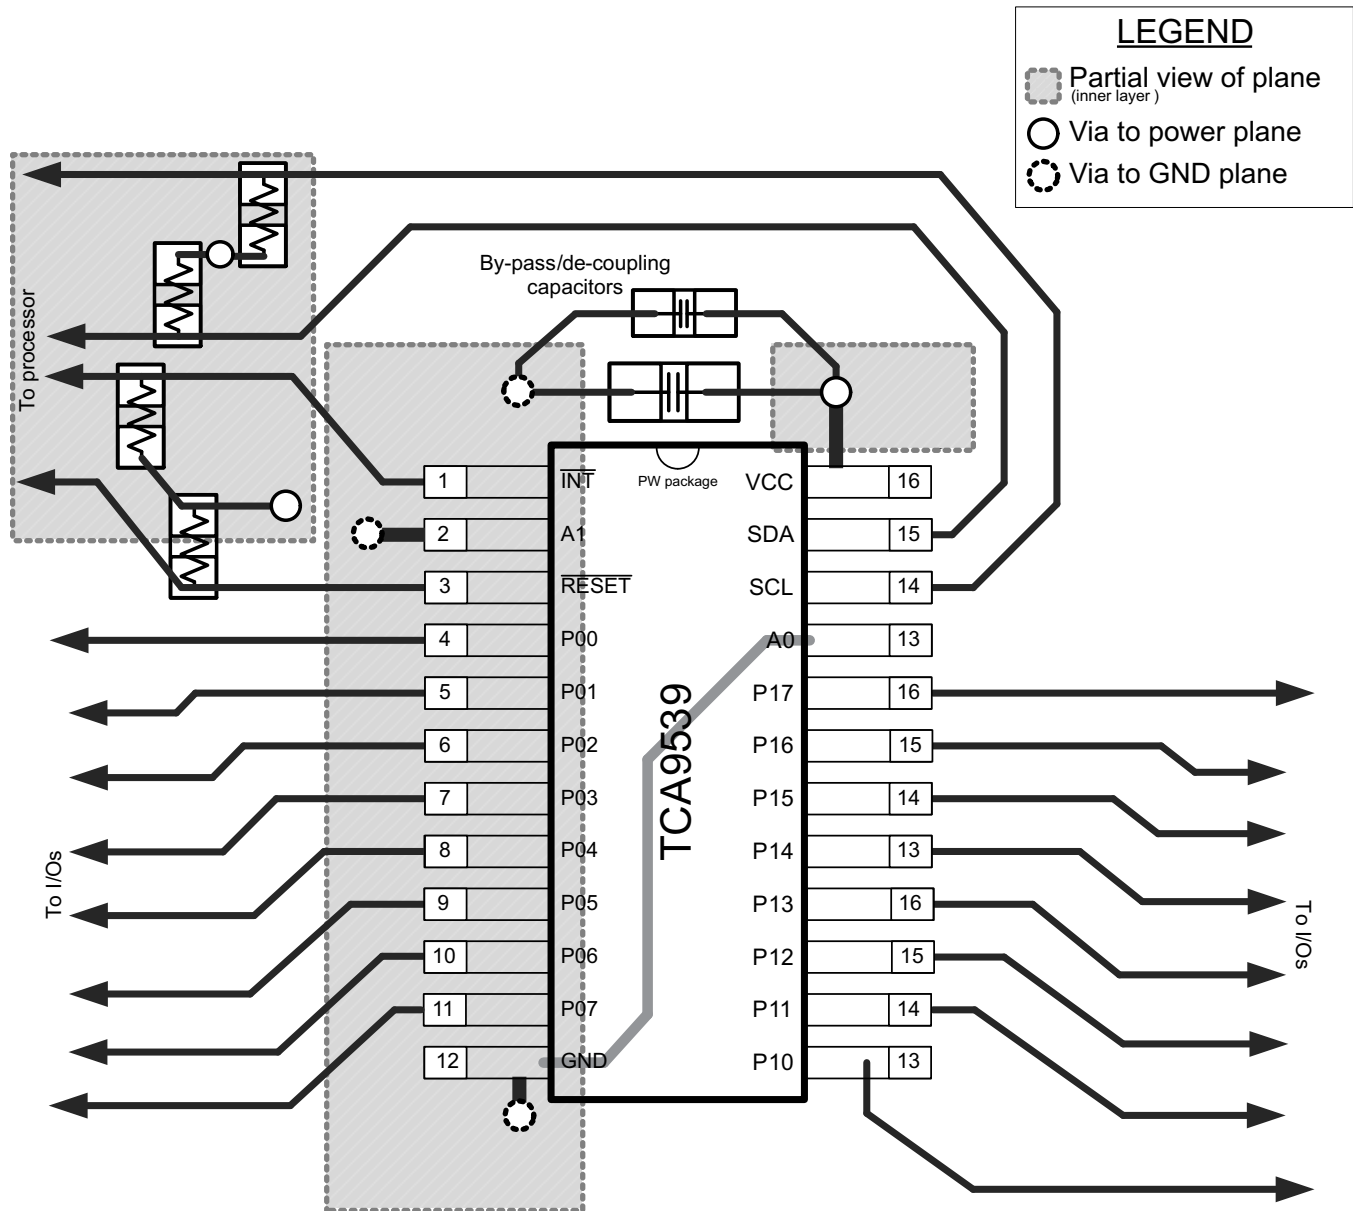 LEGEND
Partial view of plane
(inner layer )
Via to power plane
Via to GND plane
By-pass/de-coupling
capacitors
To processor
PW package
TCA9539
1 INT
2 A1
3 RESET
4 P00
5 P01
6 P02
7 P03
8 P04
9 P05
10 P06
11 P07
12 GND
VCC 16
SDA 15
SCL 14
A0 13
P17 16
P16 15
P15 14
P14 13
P13 16
P12 15
P11 14
P10 13
To I/Os
To I/Os